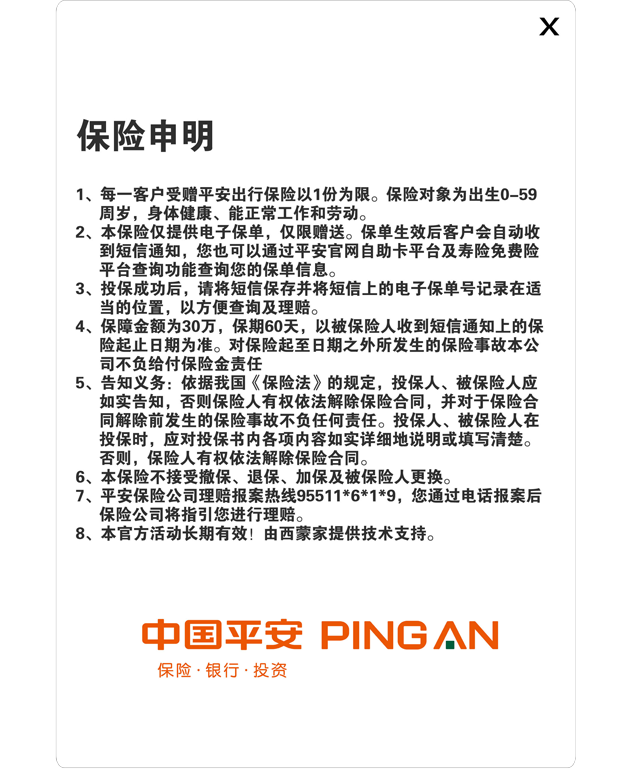 X
保险申明
1、每一客户受赠平安出行保险以1份为限。保险对象为出生0-59
周岁，身体健康、能正常工作和劳动。
2、本保险仅提供电子保单，仅限赠送。保单生效后客户会自动收
到短信通知，您也可以通过平安官网自助卡平台及寿险免费险
平台查询功能查询您的保单信息。
3、投保成功后，请将短信保存并将短信上的电子保单号记录在适
当的位置，以方便查询及理赔。
4、保障金额为30万，保期60天，以被保险人收到短信通知上的保
险起止日期为准。对保险起至日期之外所发生的保险事故本公
司不负给付保险金责任
5、告知义务：依据我国《保险法》的规定，投保人、被保险人应
如实告知，否则保险人有权依法解除保险合同，并对于保险合
同解除前发生的保险事故不负任何责任。投保人、被保险人在
投保时，应对投保书内各项内容如实详细地说明或填写清楚。
否则，保险人有权依法解除保险合同。
6、本保险不接受撤保、退保、加保及被保险人更换。
7、平安保险公司理赔报案热线95511*6*1*9，您通过电话报案后
保险公司将指引您进行理赔。
8、本官方活动长期有效！由西蒙家提供技术支持。
中国平安 PING AN
保险·银行·投资